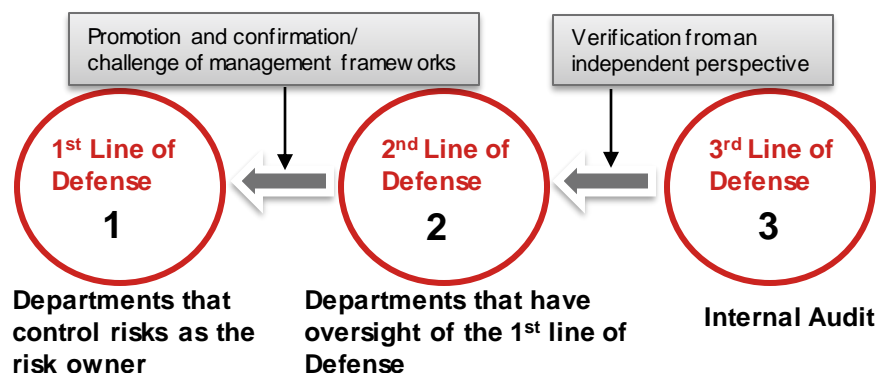 Promotion and confirmation/
challenge of management frameworks
Verification from an
independent perspective
1st Line of
Defense
1
2nd Line of
Defense
2
3rd Line of
Defense
3
Departments that
control risks as the
risk owner
Departments that have
oversight of the 1st line of
Defense
Internal Audit